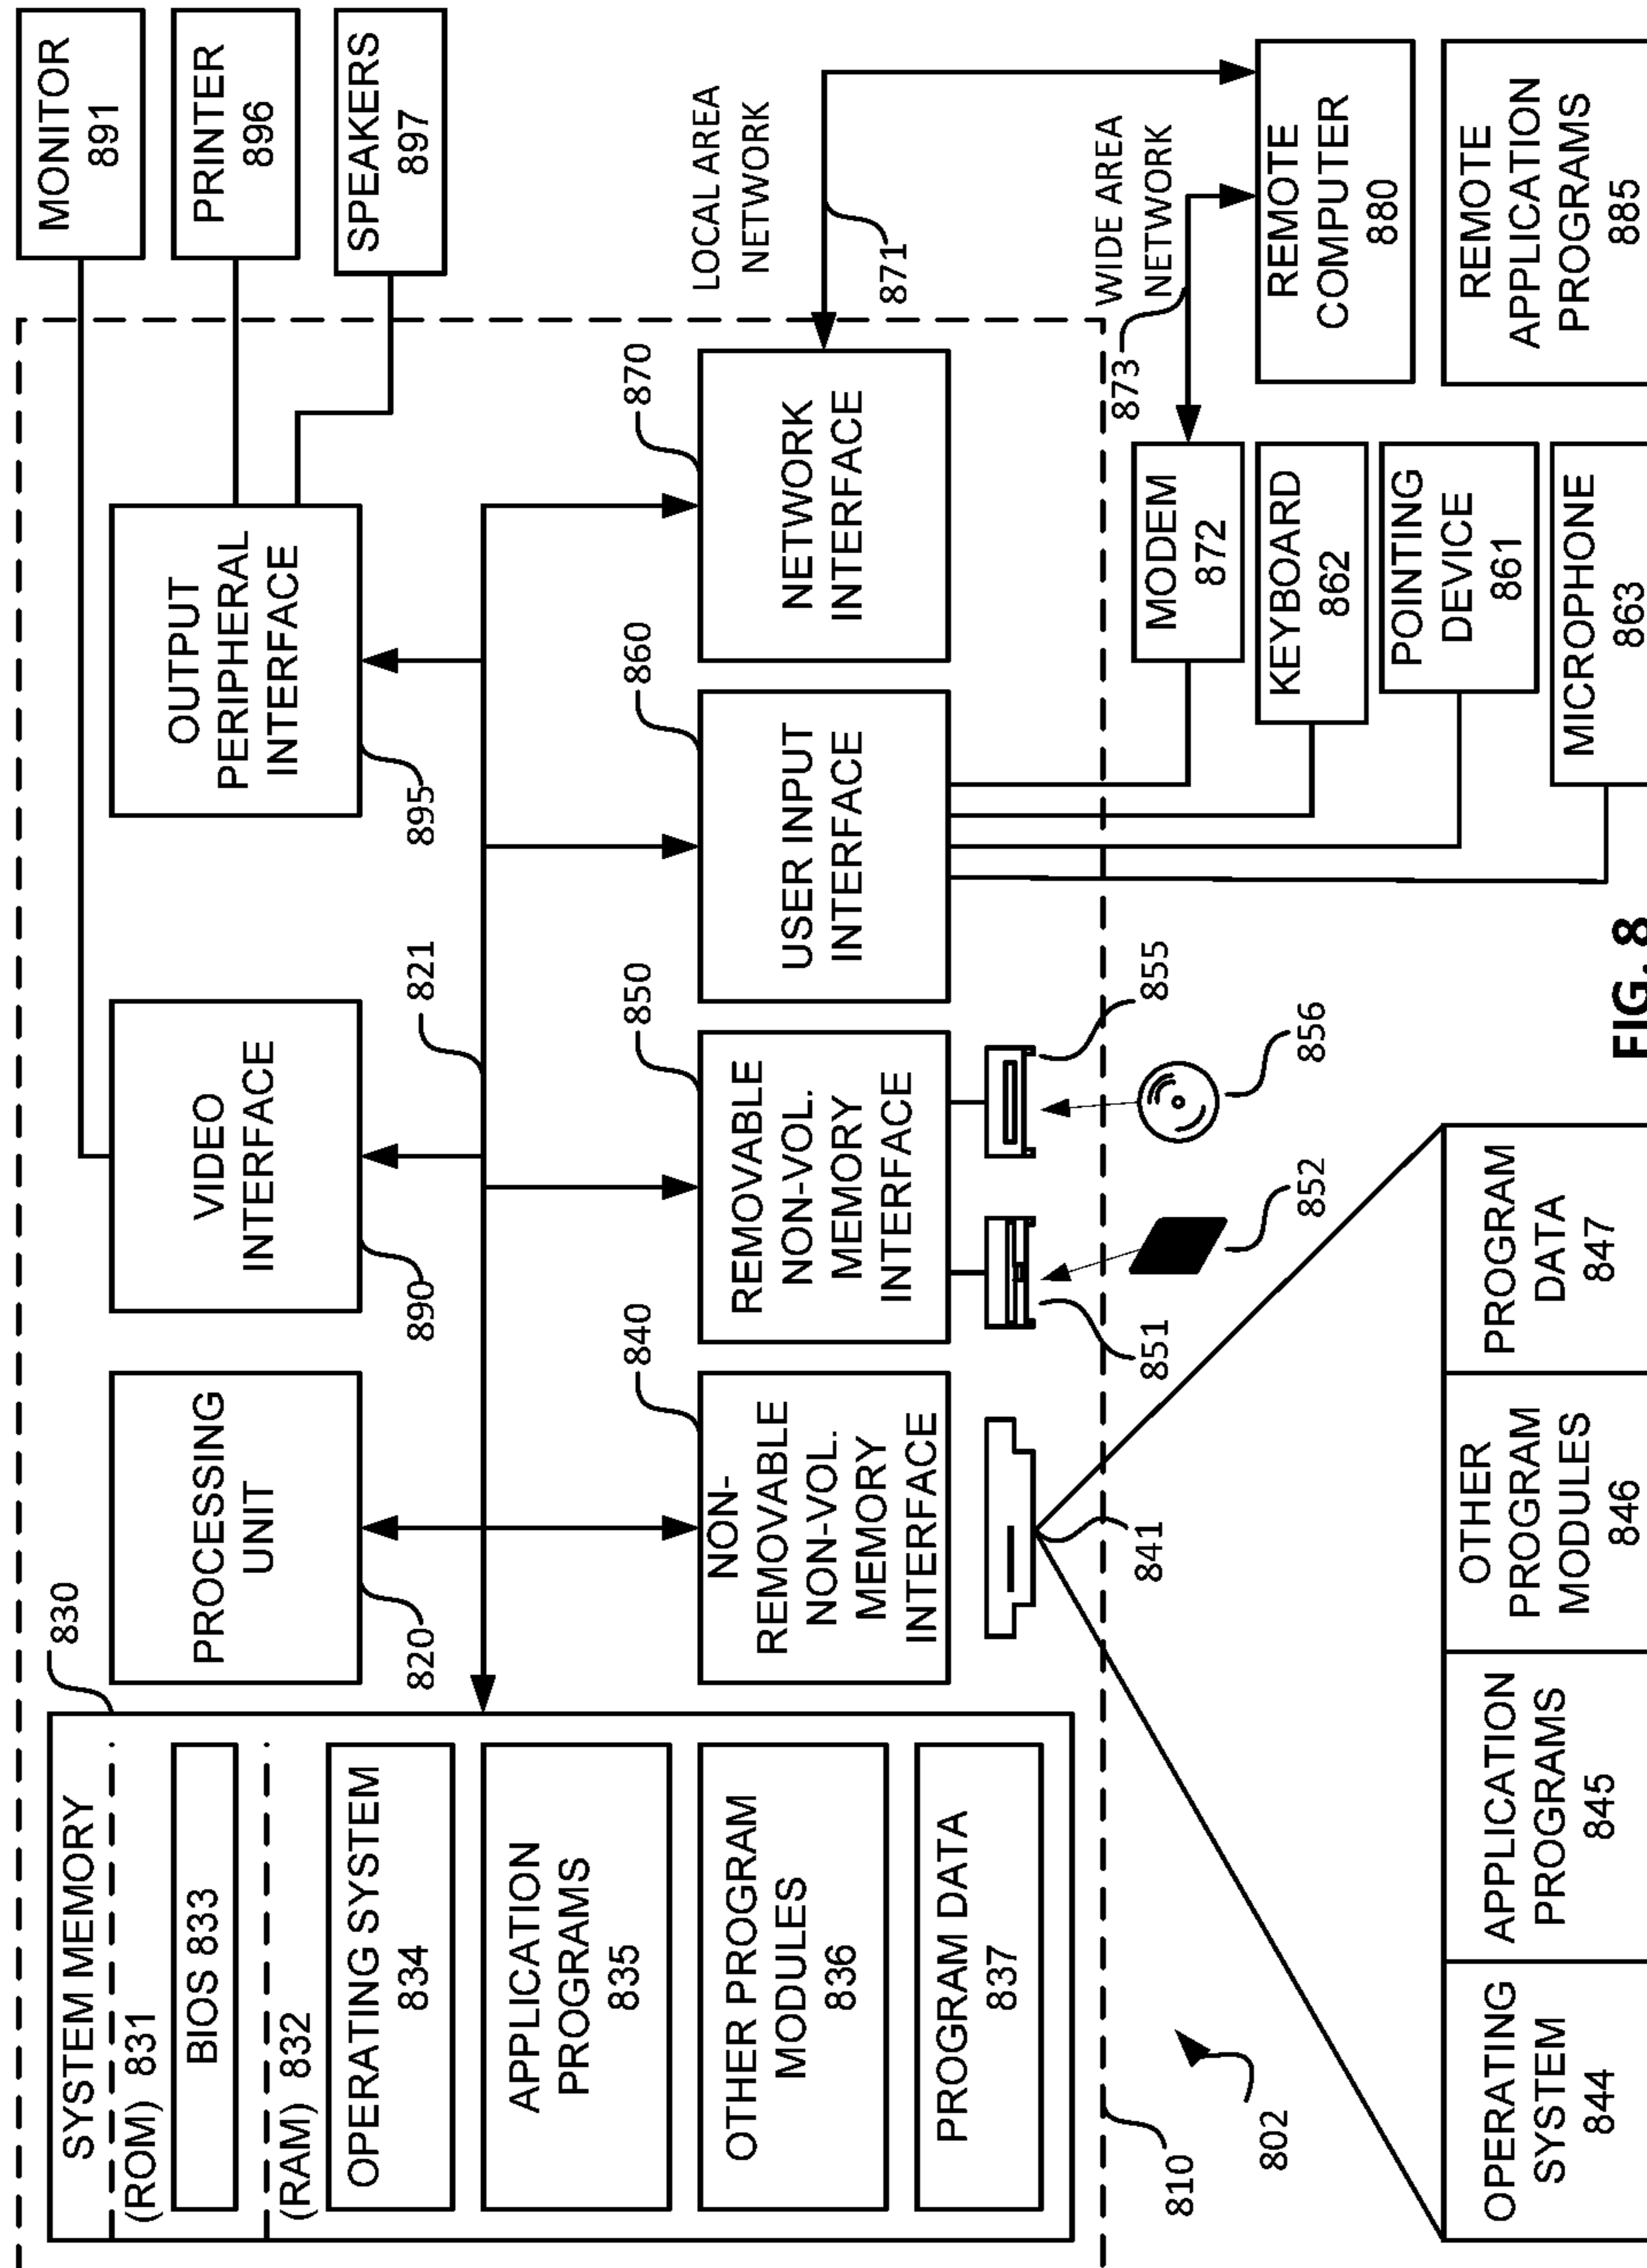 830
SYSTEM MEMORY
(ROM) 831
BIOS 833
(RAM) 832
OPERATING SYSTEM
834
APPLICATION
PROGRAMS
835
OTHER PROGRAM
MODULES
836
PROGRAM DATA
837
PROCESSING
UNIT
820
VIDEO
INTERFACE
890
821
OUTPUT
PERIPHERAL
INTERFACE
895
MONITOR
891
PRINTER
896
SPEAKERS
897
840
NON-
REMOVABLE
NON-VOL.
MEMORY
INTERFACE
850
REMOVABLE
NON-VOL.
MEMORY
INTERFACE
860
USER INPUT
INTERFACE
870
NETWORK
INTERFACE
LOCAL AREA
NETWORK
871
841
851
852
855
856
810
802
873
WIDE AREA
NETWORK
MODEM
872
KEYBOARD
862
POINTING
DEVICE
861
MICROPHONE
863
REMOTE
COMPUTER
880
REMOTE
APPLICATION
PROGRAMS
885
OPERATING
SYSTEM
844
APPLICATION
PROGRAMS
845
OTHER
PROGRAM
MODULES
846
PROGRAM
DATA
847
FIG. 8